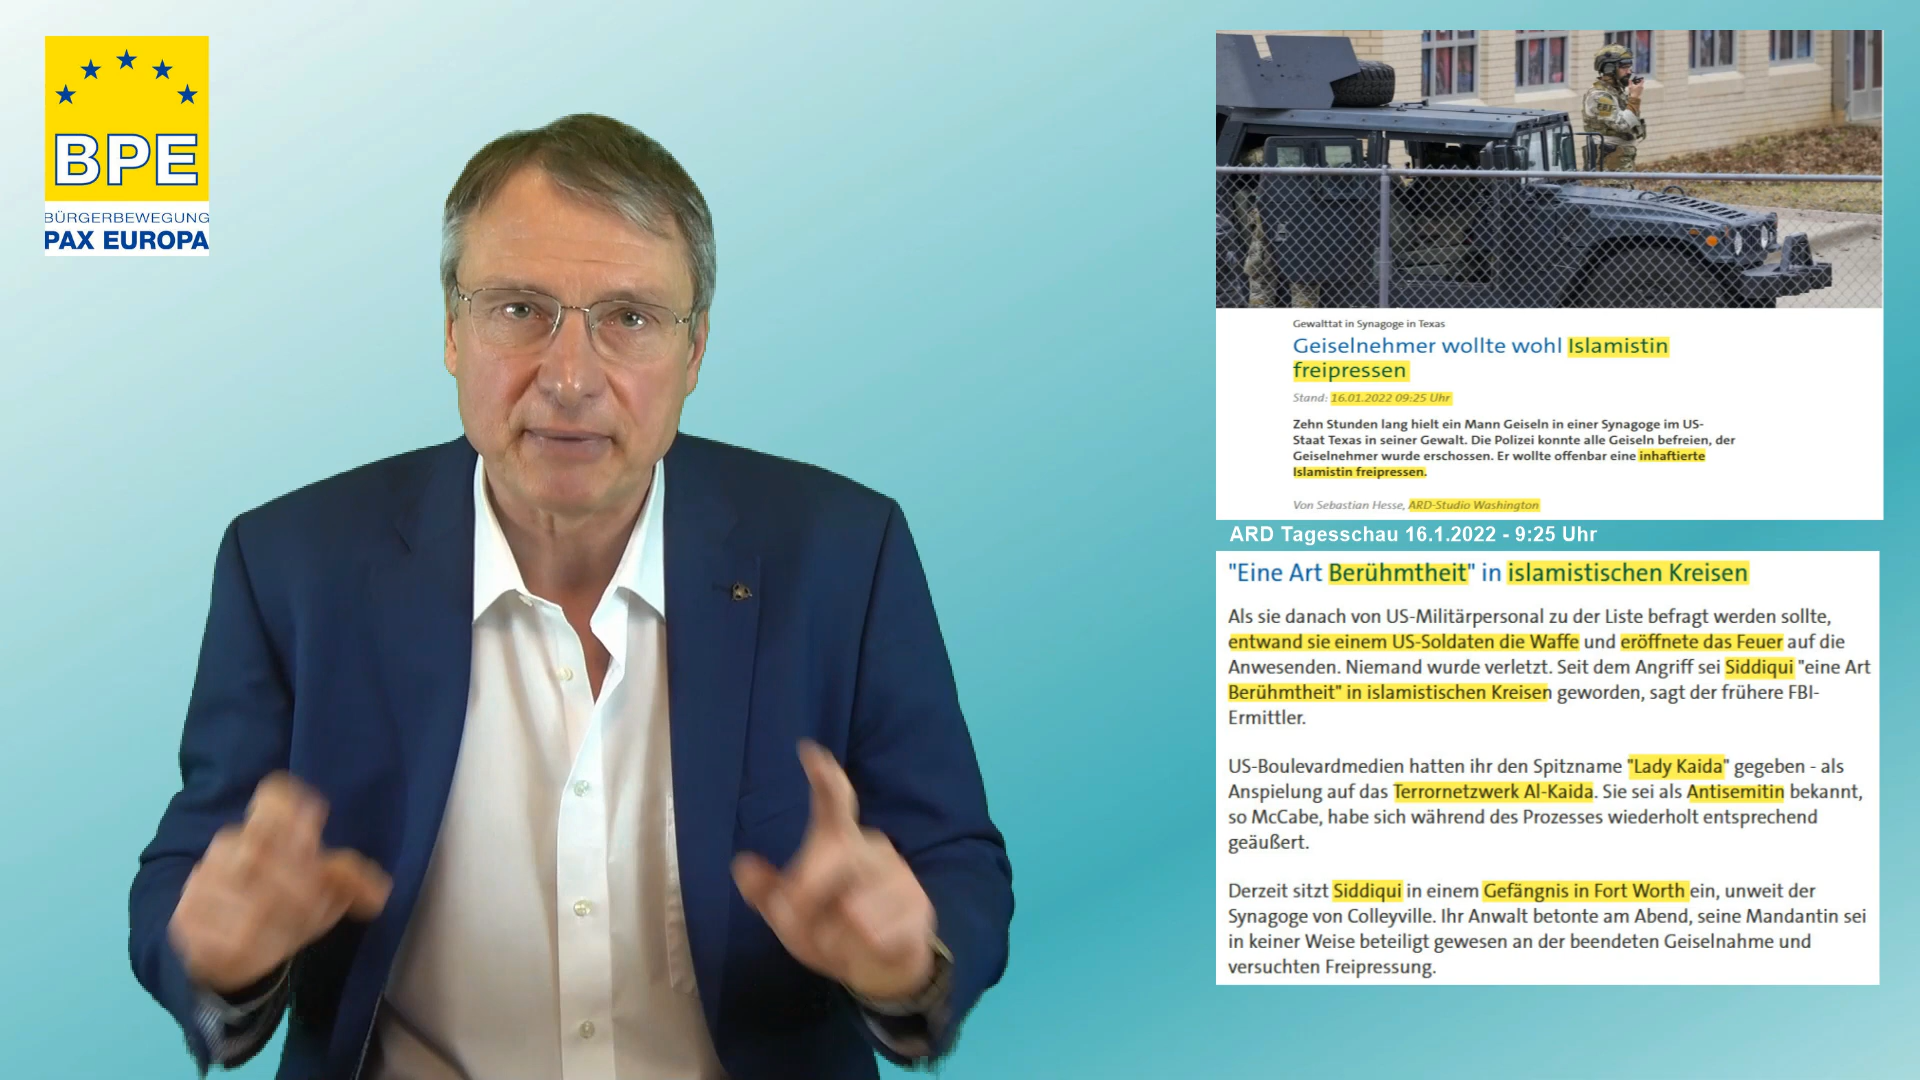 BPE
BÜRGERBEWEGUNG
PAX EUROPA
Gewalttat in Synagoge in Texas
Geiselnehmer wollte wohl Islamistin
freipressen
Stand: 16.01.2022 09:25 Uhr
Zehn Stunden lang hielt ein Mann Geiseln in einer Synagoge im US-
Staat Texas in seiner Gewalt. Die Polizei konnte alle Geiseln befreien, der
Geiselnehmer wurde erschossen. Er wollte offenbar eine inhaftierte
Islamistin freipressen.
Von Sebastian Hesse, ARD-Studio Washington
ARD Tagesschau 16.1.2022 - 9:25 Uhr
"Eine Art Berühmtheit" in islamistischen Kreisen
Als sie danach von US-Militärpersonal zu der Liste befragt werden sollte,
entwand sie einem US-Soldaten die Waffe und eröffnete das Feuer auf die
Anwesenden. Niemand wurde verletzt. Seit dem Angriff sei Siddiqui "eine Art
Berühmtheit" in islamistischen Kreisen geworden, sagt der frühere FBI-
Ermittler.
US-Boulevardmedien hatten ihr den Spitzname "Lady Kaida" gegeben - als
Anspielung auf das Terrornetzwerk Al-Kaida. Sie sei als Antisemitin bekannt,
so McCabe, habe sich während des Prozesses wiederholt entsprechend
geäußert.
Derzeit sitzt Siddiqui in einem Gefängnis in Fort Worth ein, unweit der
Synagoge von Colleyville. Ihr Anwalt betonte am Abend, seine Mandantin sei
in keiner Weise beteiligt gewesen an der beendeten Geiselnahme und
versuchten Freipressung.